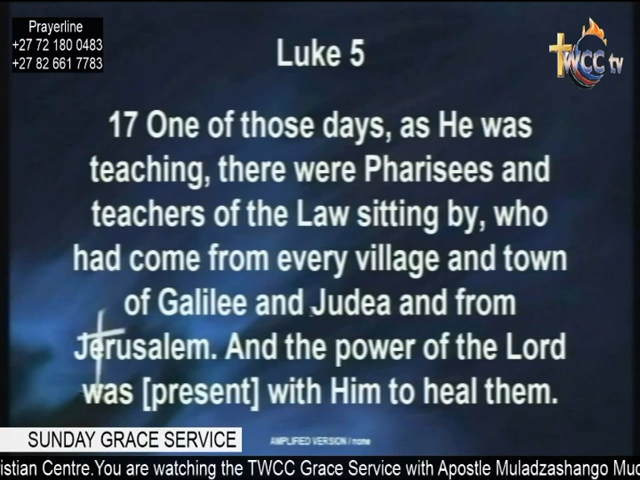 Prayerline
+27 72 180 0483
+27 82 661 7783
TWCC tv
Luke 5
17 One of those days, as He was
teaching, there were Pharisees and
teachers of the Law sitting by, who
had come from every village and town
of Galilee and Judea and from
Jerusalem. And the power of the Lord
was [present] with Him to heal them.
AMPLIFIED VERSION / none
SUNDAY GRACE SERVICE
istian Centre.You are watching the TWCC Grace Service with Apostle Muladzashango Muc